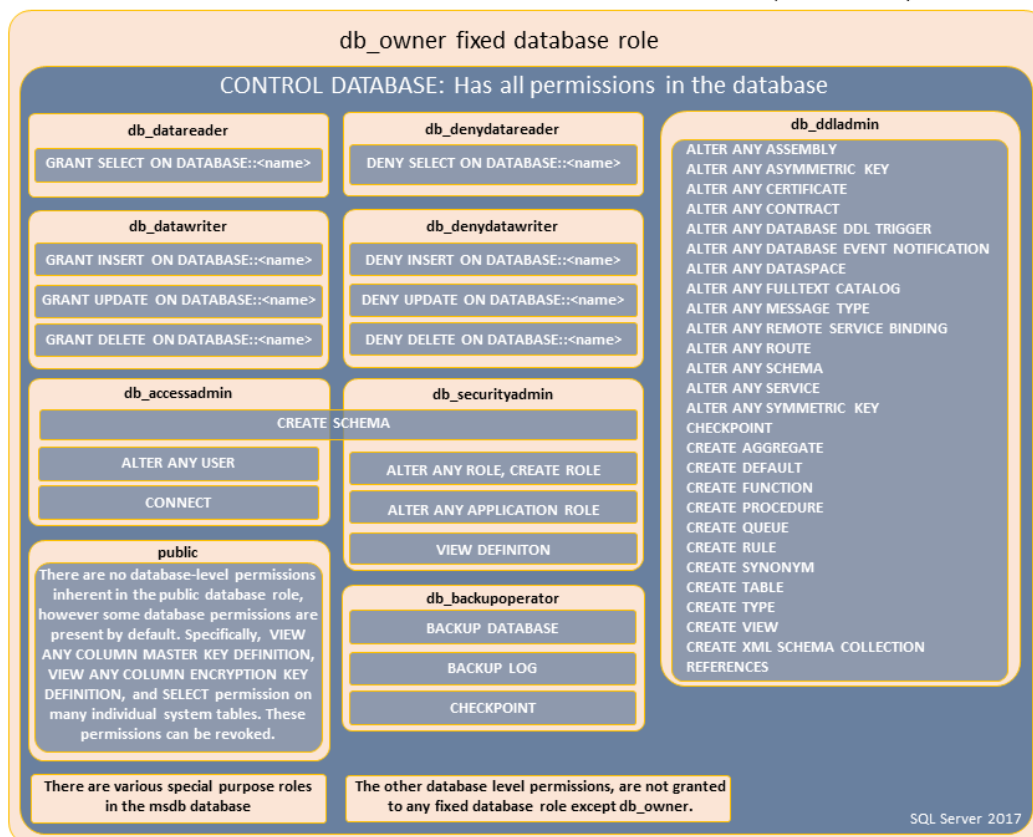 db_owner fixed database role
CONTROL DATABASE: Has all permissions in the database
db_datareader
GRANT SELECT ON DATABASE::<name>
db_denydatareader
DENY SELECT ON DATABASE::<name>
db_datawriter
GRANT INSERT ON DATABASE::<name>
GRANT UPDATE ON DATABASE::<name>
GRANT DELETE ON DATABASE::<name>
db_denydatawriter
DENY INSERT ON DATABASE::<name>
DENY UPDATE ON DATABASE::<name>
DENY DELETE ON DATABASE::<name>
db_accessadmin
db_securityadmin
CREATE SCHEMA
ALTER ANY USER
CONNECT
ALTER ANY ROLE, CREATE ROLE
ALTER ANY APPLICATION ROLE
VIEW DEFINITON
public
There are no database-level permissions
inherent in the public database role,
however some database permissions are
present by default. Specifically, VIEW
ANY COLUMN MASTER KEY DEFINITION,
VIEW ANY COLUMN ENCRYPTION KEY
DEFINITION, and SELECT permission on
many individual system tables. These
permissions can be revoked.
db_backupoperator
BACKUP DATABASE
BACKUP LOG
CHECKPOINT
db_ddladmin
ALTER ANY ASSEMBLY
ALTER ANY ASYMMETRIC KEY
ALTER ANY CERTIFICATE
ALTER ANY CONTRACT
ALTER ANY DATABASE DDL TRIGGER
ALTER ANY DATABASE EVENT NOTIFICATION
ALTER ANY DATASPACE
ALTER ANY FULLTEXT CATALOG
ALTER ANY MESSAGE TYPE
ALTER ANY REMOTE SERVICE BINDING
ALTER ANY ROUTE
ALTER ANY SCHEMA
ALTER ANY SERVICE
ALTER ANY SYMMETRIC KEY
CHECKPOINT
CREATE AGGREGATE
CREATE DEFAULT
CREATE FUNCTION
CREATE PROCEDURE
CREATE QUEUE
CREATE RULE
CREATE SYNONYM
CREATE TABLE
CREATE TYPE
CREATE VIEW
CREATE XML SCHEMA COLLECTION
REFERENCES
There are various special purpose roles
in the msdb database
The other database level permissions, are not granted
to any fixed database role except db_owner.
SQL Server 2017